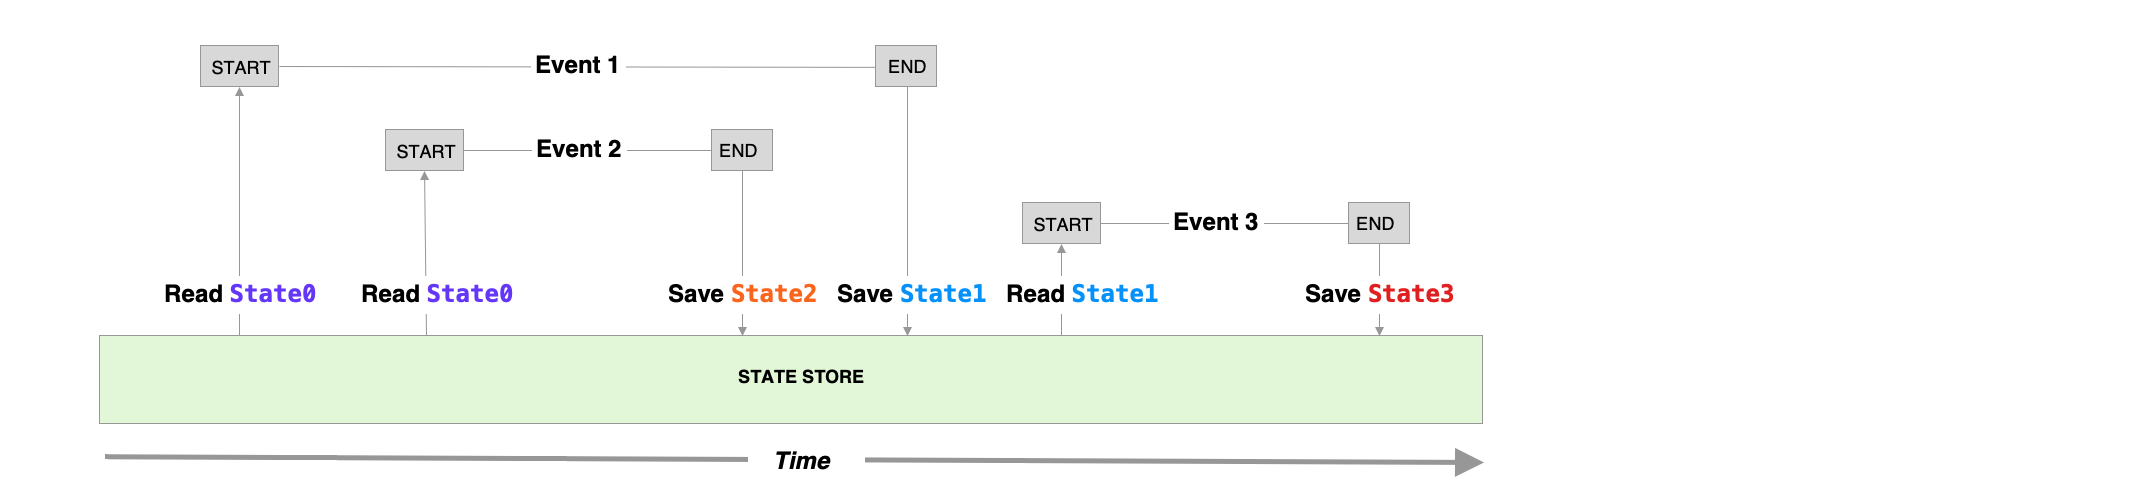 START Event 1 END
START Event 2 END
START Event 3 END
Read State0 Read State0 Save State2 Save State1 Read State1 Save State3
STATE STORE
Time